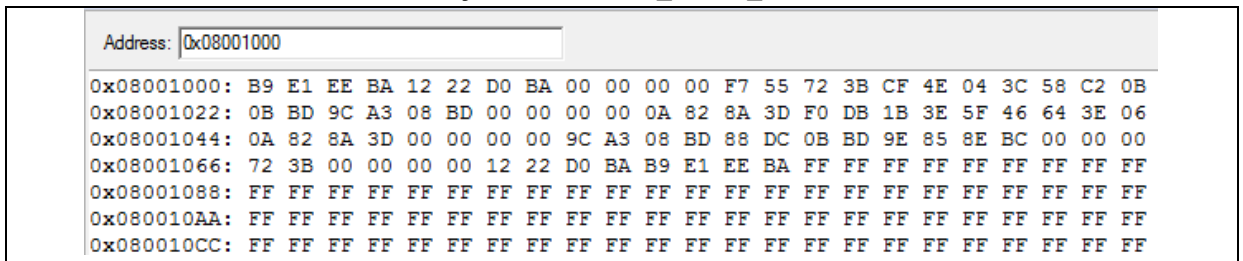 Address: 0x08001000
0x08001000: B9 E1 EE BA 12 22 D0 BA 00 00 00 00 F7 55 72 3B CF 4E 04 3C 58 C2 0B
0x08001022: 0B BD 9C A3 08 BD 00 00 00 00 0A 82 8A 3D F0 DB 1B 3E 5F 46 64 3E 06
0x08001044: 0A 82 8A 3D 00 00 00 00 9C A3 08 BD 88 DC 0B BD 9E 85 8E BC 00 00 00
0x08001066: 72 3B 00 00 00 00 12 22 D0 BA B9 E1 EE BA FF FF FF FF FF FF FF FF FF
0x08001088: FF FF FF FF FF FF FF FF FF FF FF FF FF FF FF FF FF FF FF FF FF FF FF
0x080010AA: FF FF FF FF FF FF FF FF FF FF FF FF FF FF FF FF FF FF FF FF FF FF FF
0x080010CC: FF FF FF FF FF FF FF FF FF FF FF FF FF FF FF FF FF FF FF FF FF FF FF